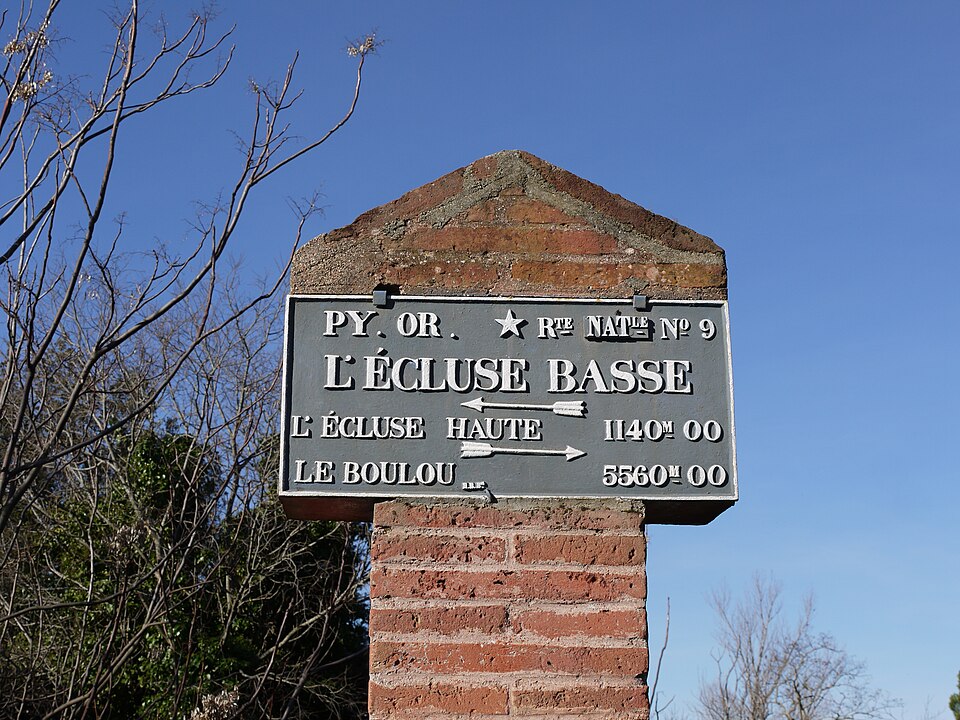 PY. OR. ★ RTE NATLE NO 9
L'ÉCLUSE BASSE
L'ÉCLUSE HAUTE 1140M 00
LE BOULOU 5560M 00